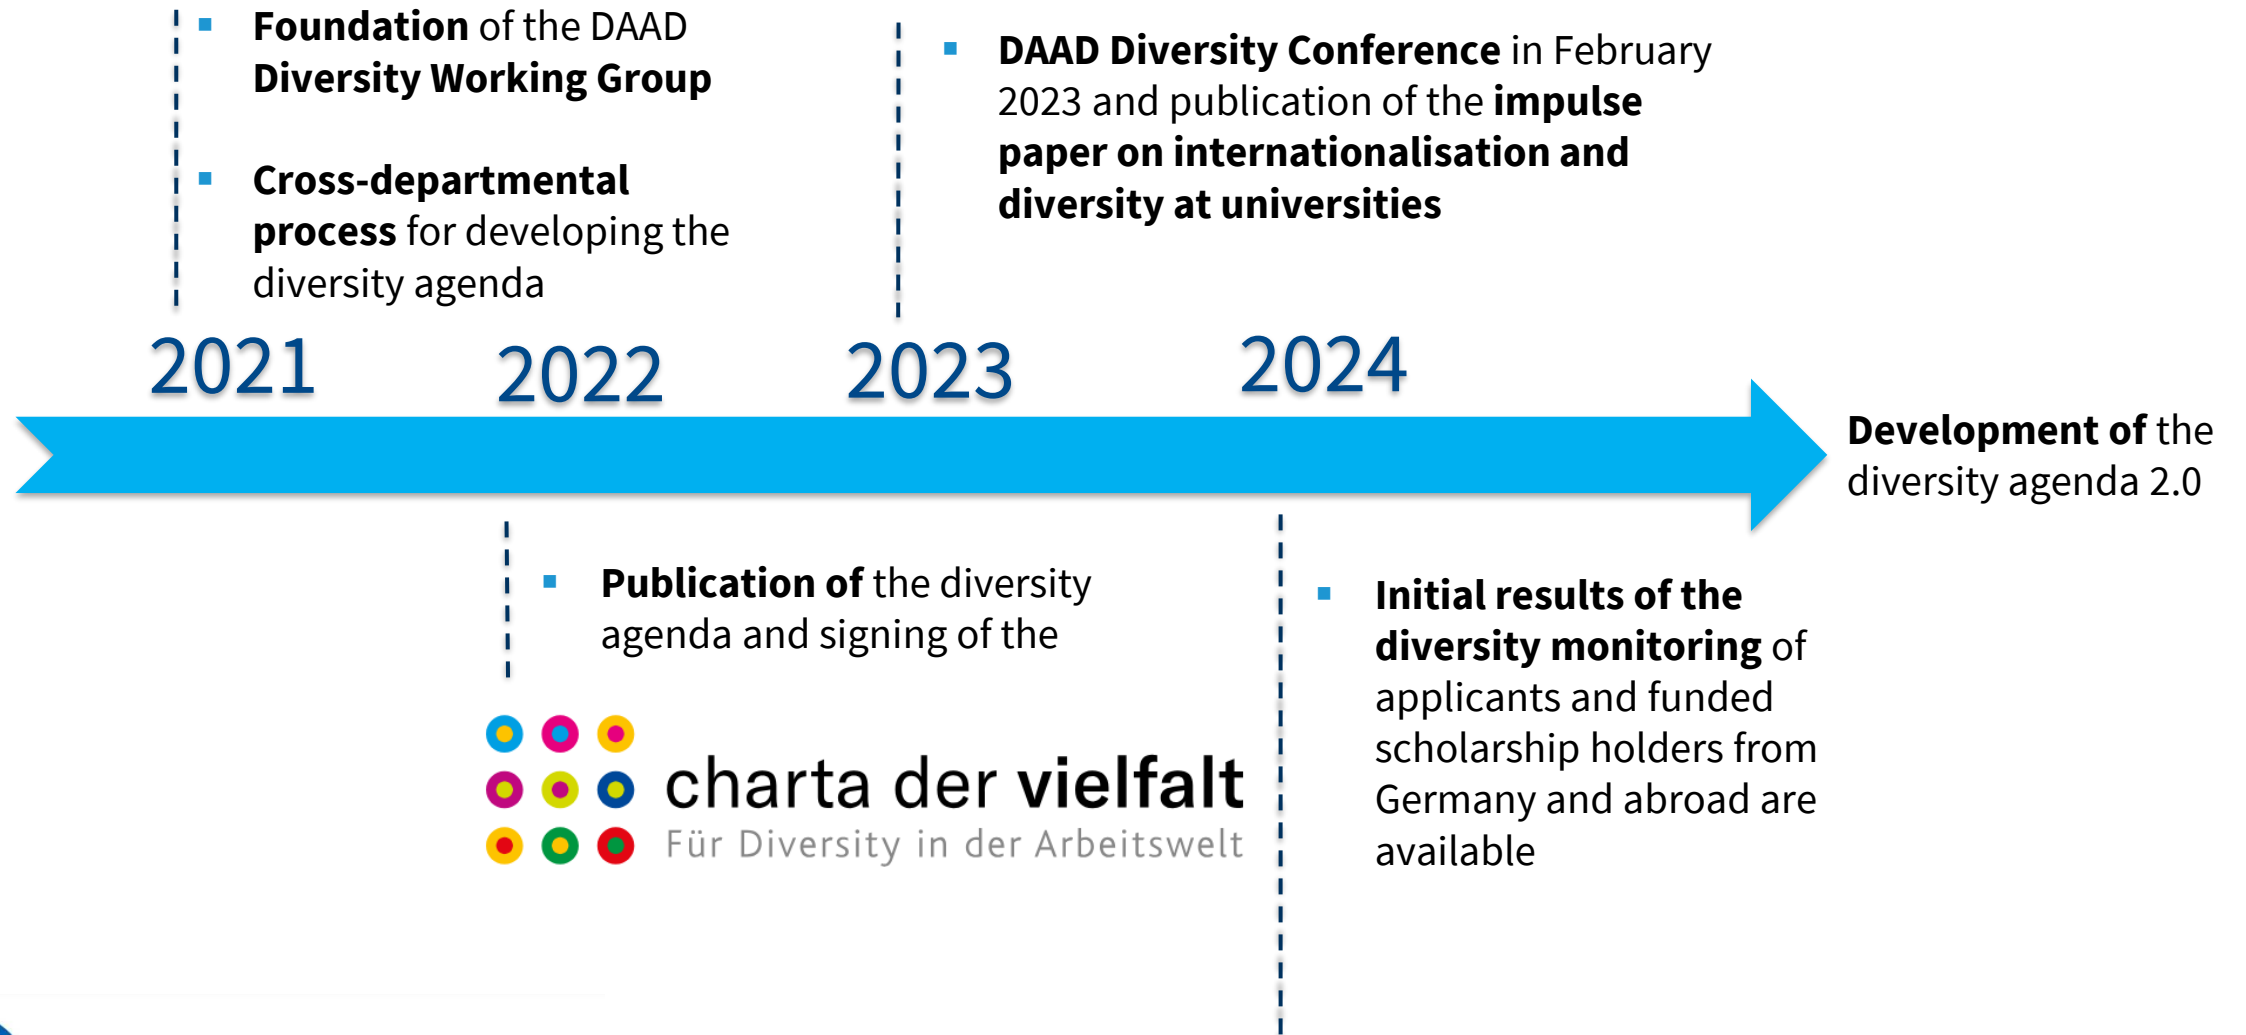 Foundation of the DAAD
Diversity Working Group
Cross-departmental
process for developing the
diversity agenda
DAAD Diversity Conference in February
2023 and publication of the impulse
paper on internationalisation and
diversity at universities
2021
2022
2023
2024
Development of the
diversity agenda 2.0
Publication of the diversity
agenda and signing of the
charta der vielfalt
Für Diversity in der Arbeitswelt
Initial results of the
diversity monitoring of
applicants and funded
scholarship holders from
Germany and abroad are
available